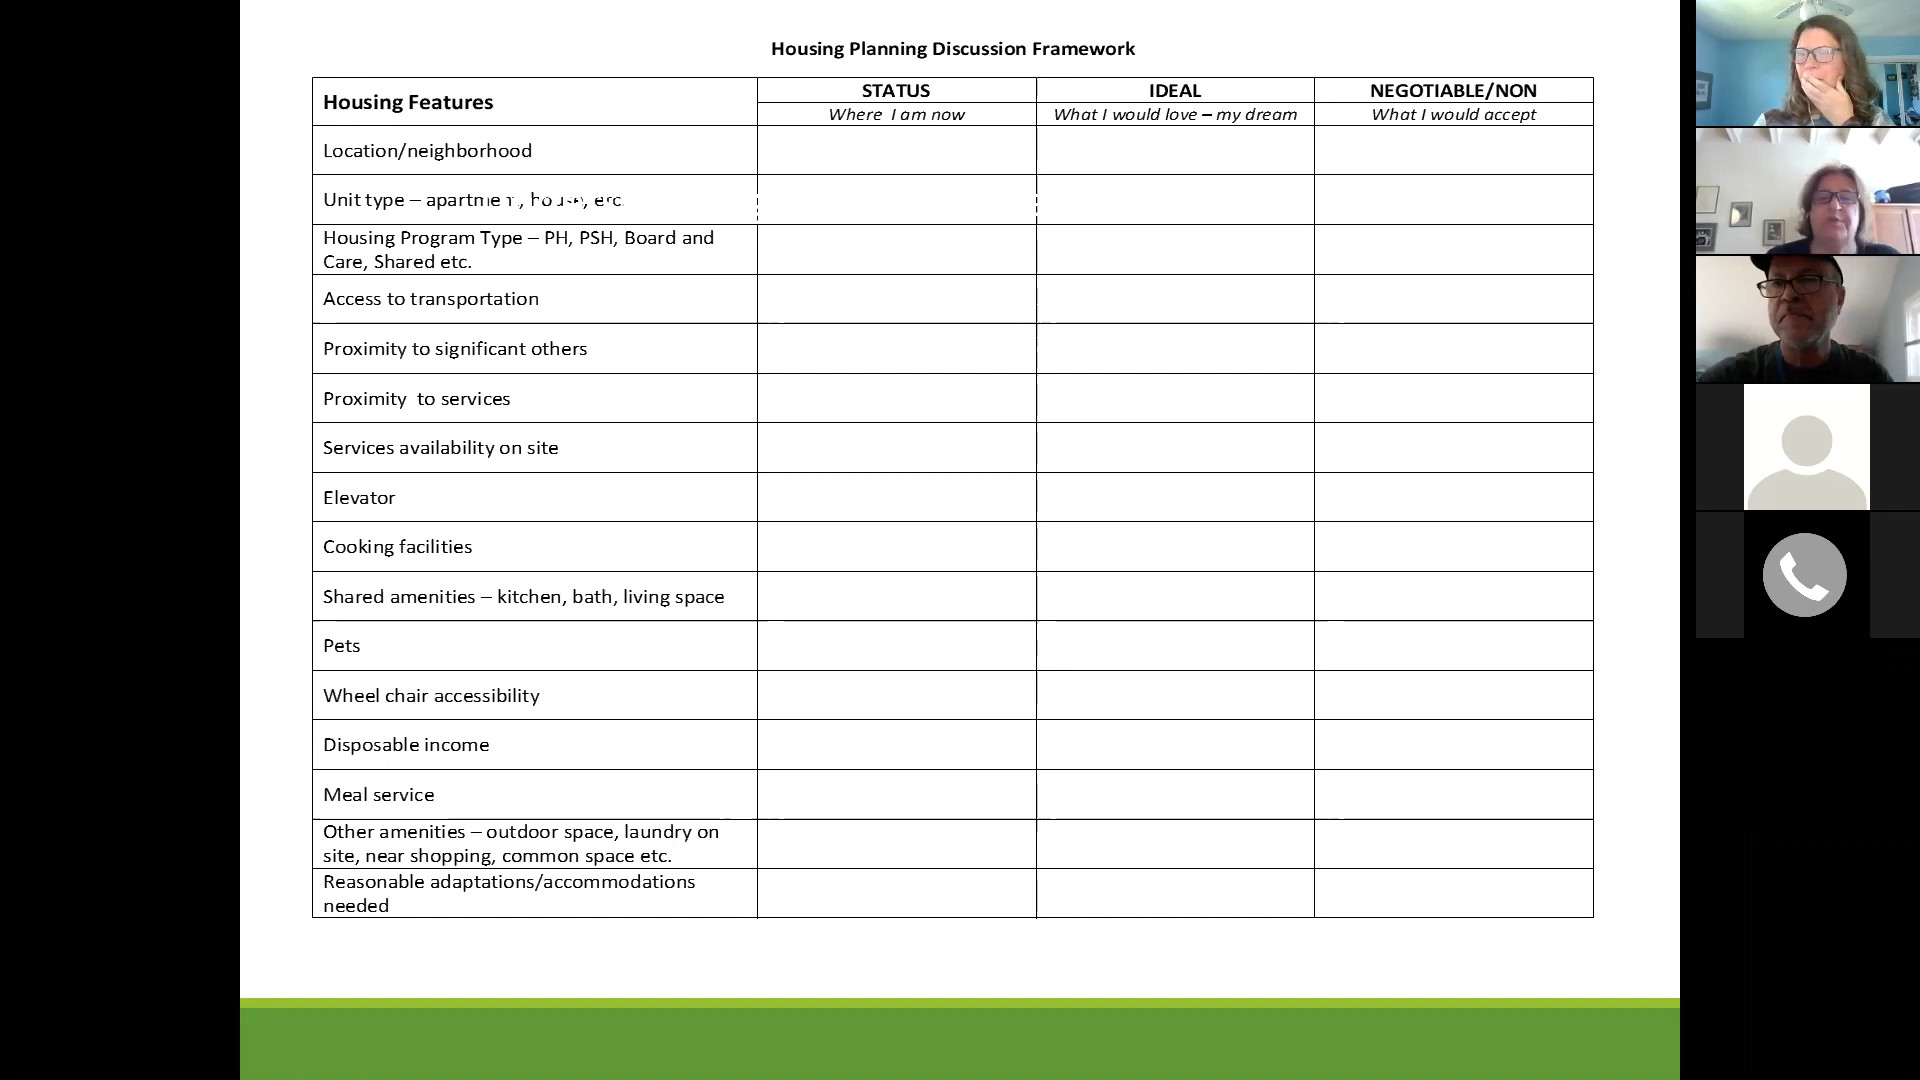 Housing Planning Discussion Framework
Housing Features
STATUS
IDEAL
NEGOTIABLE/NON
Where I am now
What I would love – my dream
What I would accept
Location/neighborhood
Unit type – apartment, house, etc.
Housing Program Type – PH, PSH, Board and
Care, Shared etc.
Access to transportation
Proximity to significant others
Proximity to services
Services availability on site
Elevator
Cooking facilities
Shared amenities – kitchen, bath, living space
Pets
Wheel chair accessibility
Disposable income
Meal service
Other amenities – outdoor space, laundry on
site, near shopping, common space etc.
Reasonable adaptations/accommodations
needed